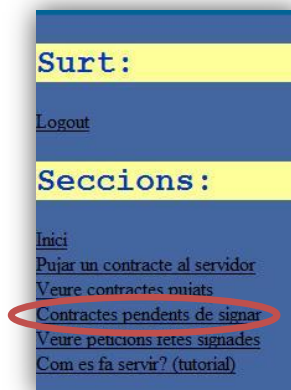 Surt:
Logout
Seccions:
Inici
Pujar un contracte al servidor
Veure contractes pujats
Contractes pendents de signar
Veure peticions fetes signades
Com es fa servir? (tutorial)